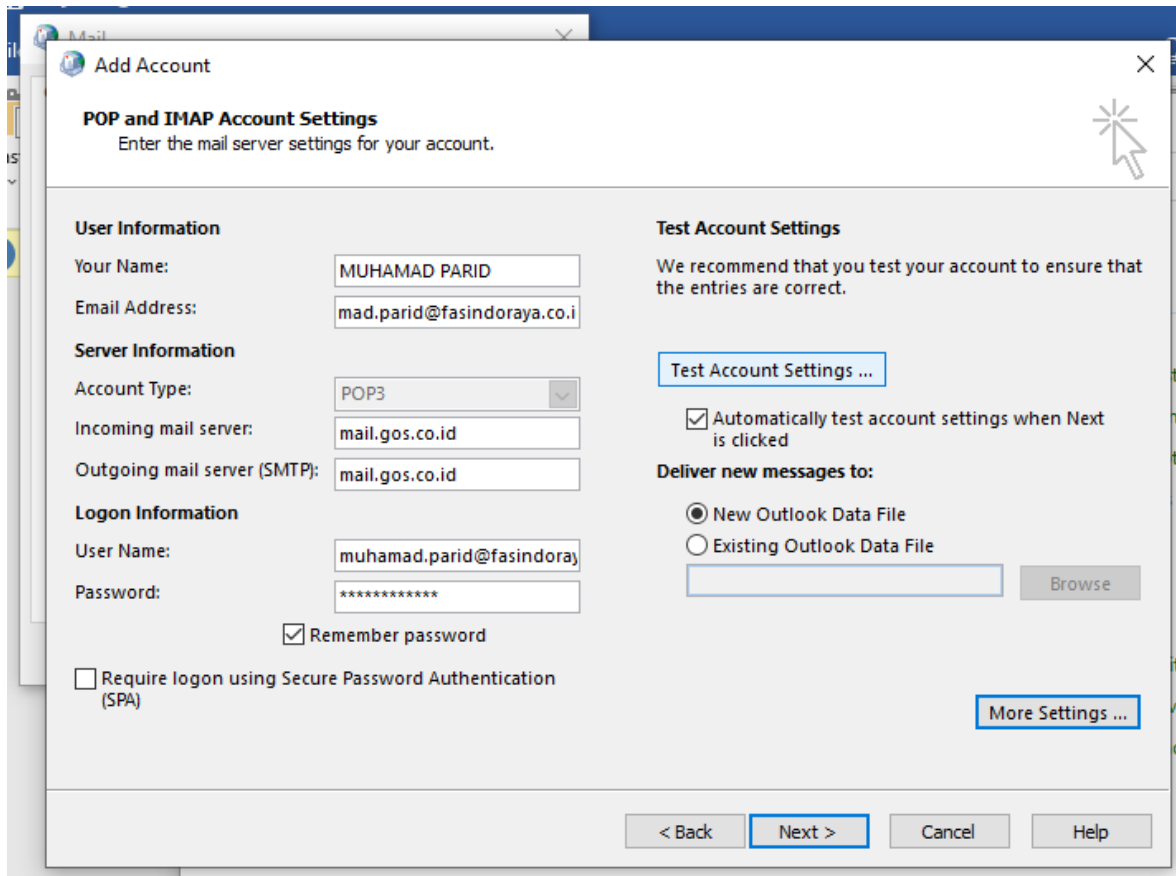 Mail
Add Account
POP and IMAP Account Settings
Enter the mail server settings for your account.
User Information
Your Name:
MUHAMAD PARID
Email Address:
mad.parid@fasindoraya.co.i
Server Information
Account Type:
POP3
Incoming mail server:
mail.gos.co.id
Outgoing mail server (SMTP):
mail.gos.co.id
Logon Information
User Name:
muhamad.parid@fasindoray
Password:
************
Remember password
Require logon using Secure Password Authentication
(SPA)
Test Account Settings
We recommend that you test your account to ensure that
the entries are correct.
Test Account Settings ...
Automatically test account settings when Next
is clicked
Deliver new messages to:
New Outlook Data File
Existing Outlook Data File
Browse
More Settings ...
< Back
Next >
Cancel
Help